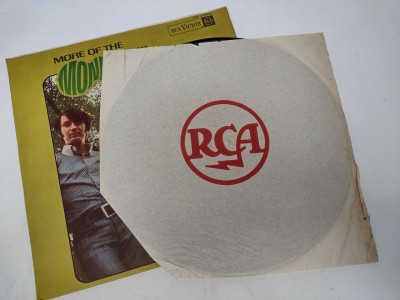 RCA VICTOR
MORE OF THE
MON
RCA